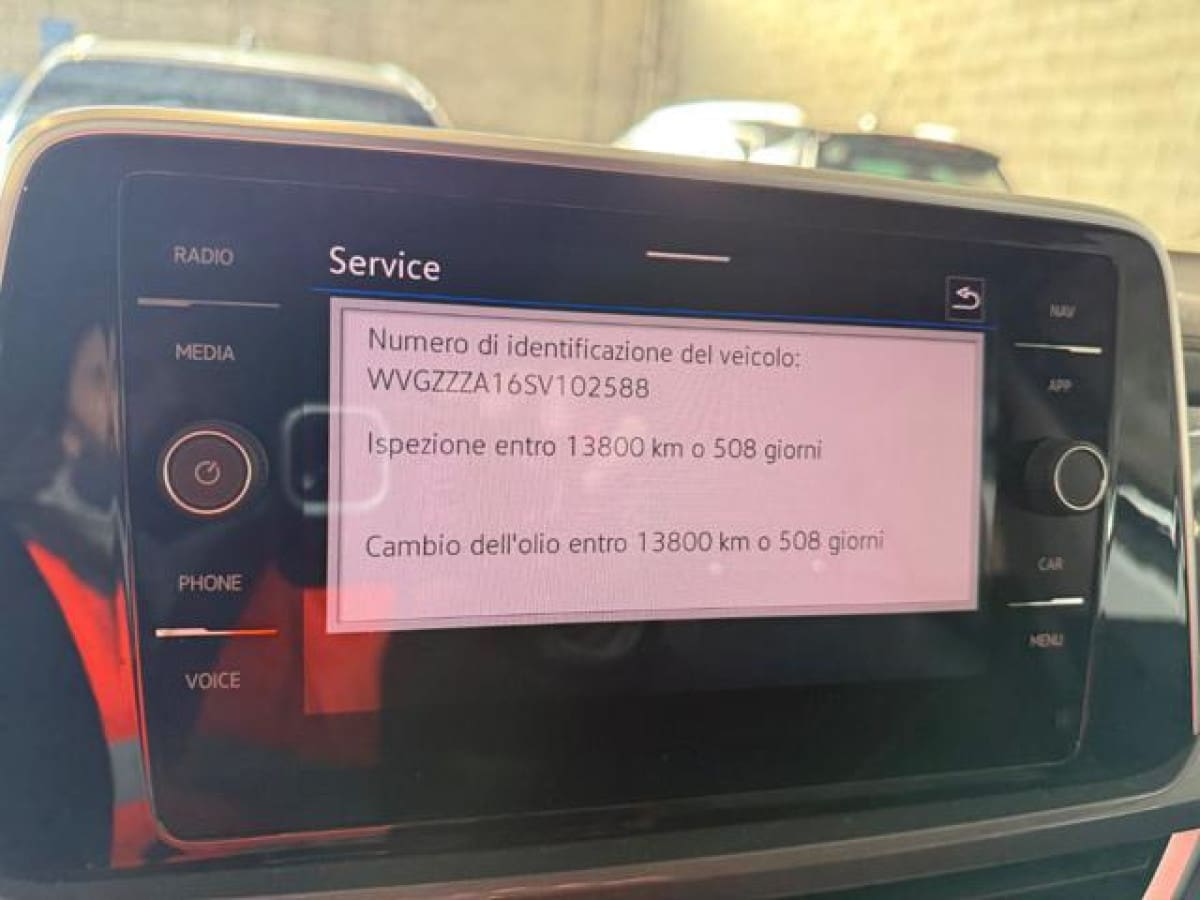 RADIO
MEDIA
PHONE
VOICE
Service
Numero di identificazione del veicolo:
WVGZZZA16SV102588
Ispezione entro 13800 km o 508 giorni
Cambio dell'olio entro 13800 km o 508 giorni
NAV
APP
CAR
MENU